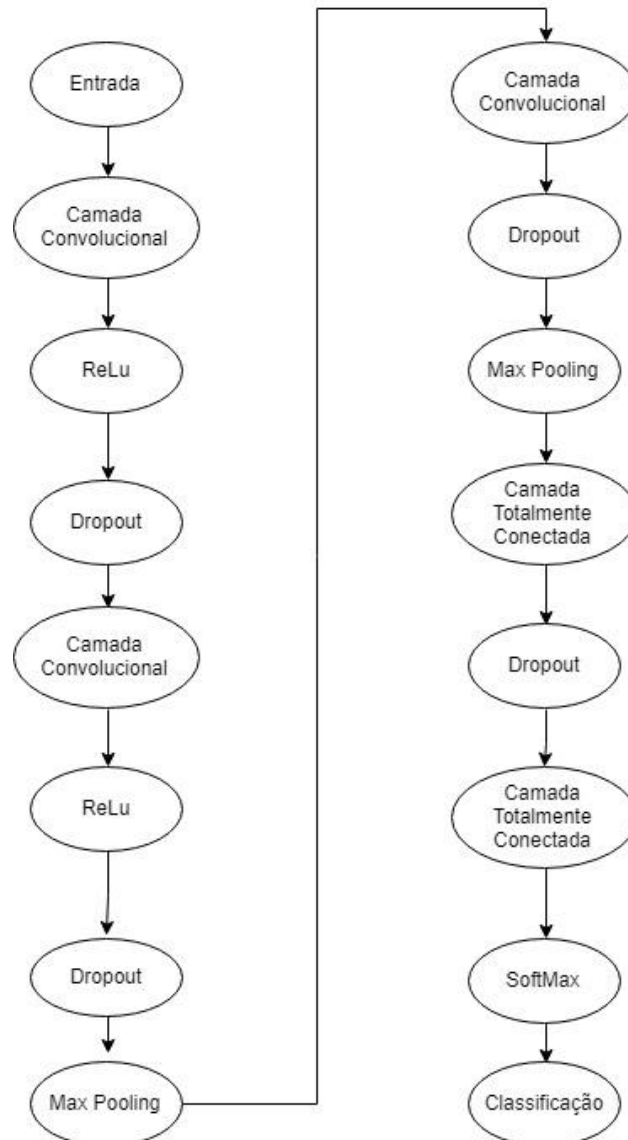 Entrada
Camada
Convolucional
ReLu
Dropout
Camada
Convolucional
ReLu
Dropout
Max Pooling
Camada
Convolucional
Dropout
Max Pooling
Camada
Totalmente
Conectada
Dropout
Camada
Totalmente
Conectada
SoftMax
Classificação